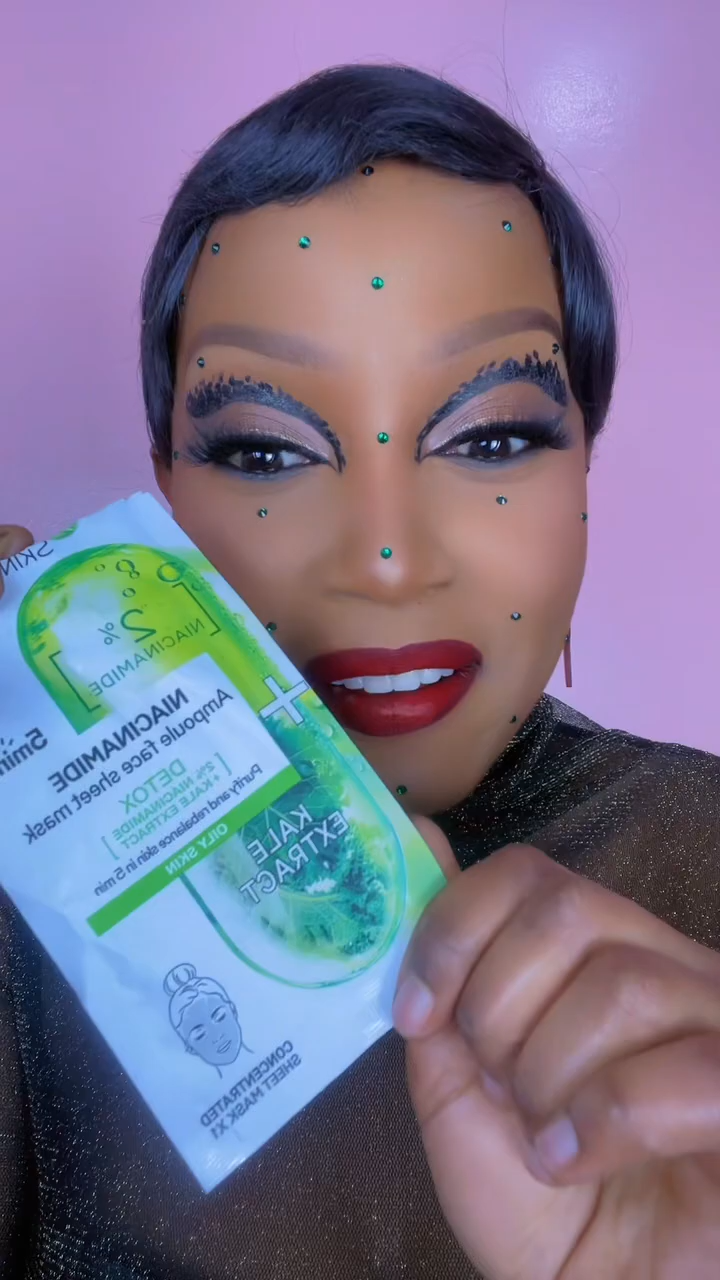 SKIN
2%
NIACINAMIDE
+
5min
NIACINAMIDE
Ampoule face sheet mask
DETOX
[2% NIACINAMIDE
+ KALE EXTRACT]
Purify and rebalance skin in 5 min
OILY SKIN
KALE
EXTRACT
CONCENTRATED
SHEET MASK X1